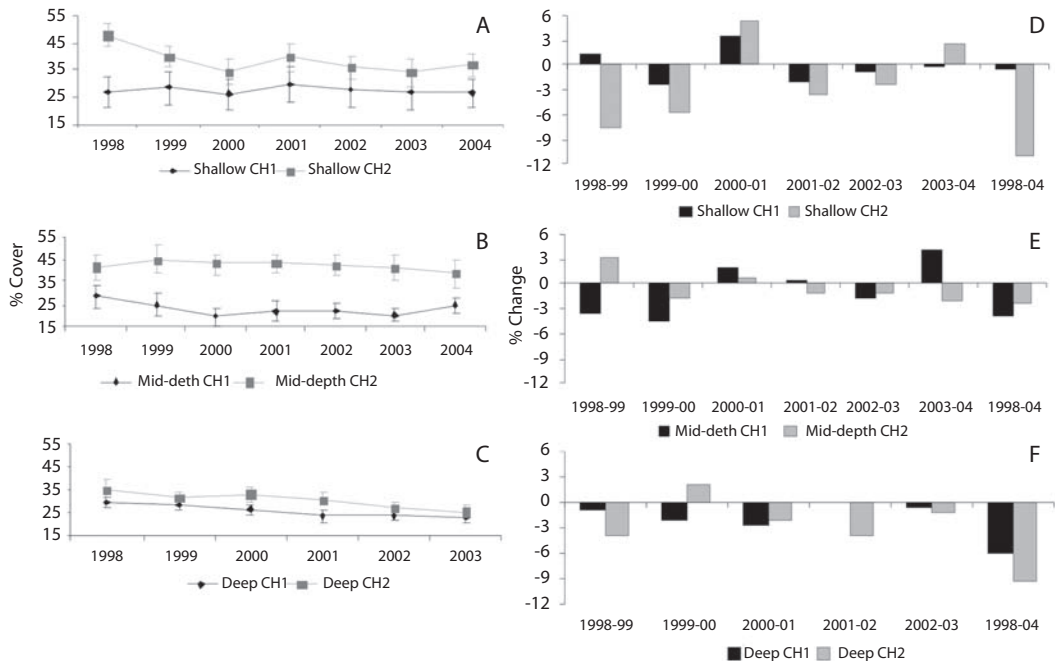 A
55
45
35
25
15
1998 1999 2000 2001 2002 2003 2004
Shallow CH1 Shallow CH2
B
% Cover
55
45
35
25
15
1998 1999 2000 2001 2002 2003 2004
Mid-deth CH1 Mid-depth CH2
C
55
45
35
25
15
1998 1999 2000 2001 2002 2003
Deep CH1 Deep CH2
D
6
3
0
-3
-6
-9
-12
1998-99 1999-00 2000-01 2001-02 2002-03 2003-04 1998-04
Shallow CH1 Shallow CH2
E
% Change
6
3
0
-3
-6
-9
-12
1998-99 1999-00 2000-01 2001-02 2002-03 2003-04 1998-04
Mid-deth CH1 Mid-depth CH2
F
6
3
0
-3
-6
-9
-12
1998-99 1999-00 2000-01 2001-02 2002-03 1998-04
Deep CH1 Deep CH2